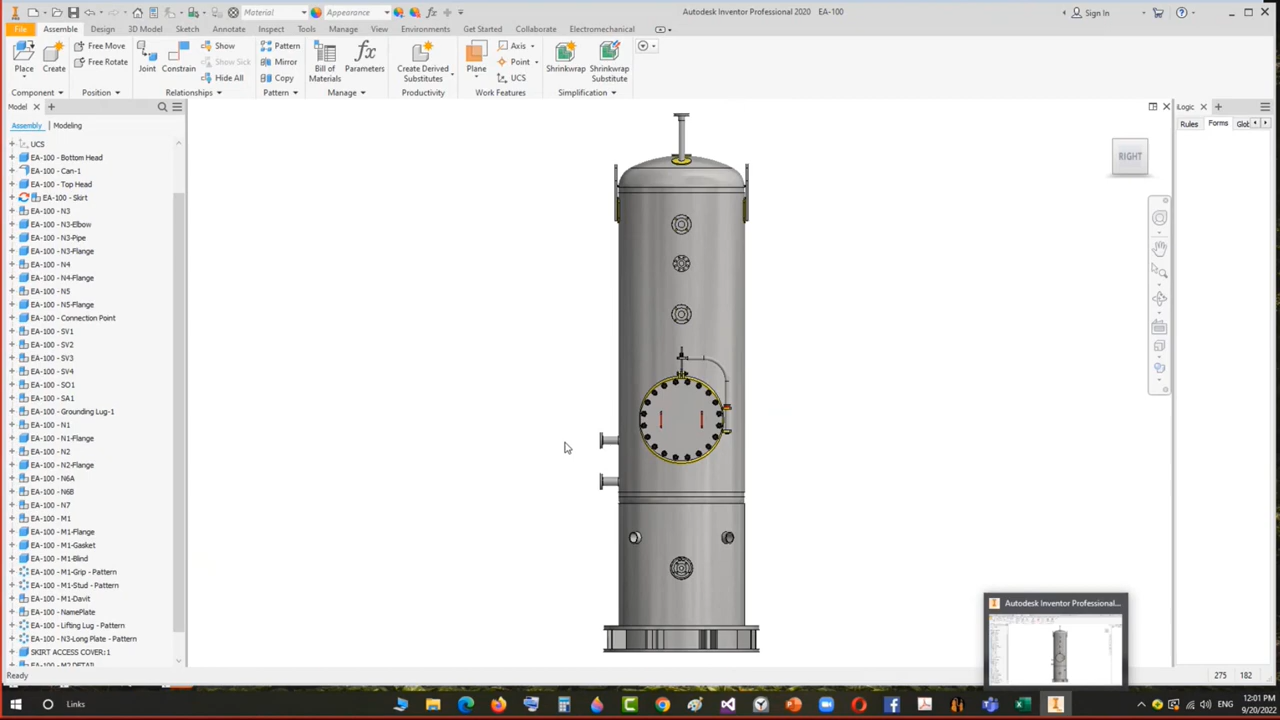 Material
Appearance
Autodesk Inventor Professional 2020 EA-100
Sign In
File Assemble Design 3D Model Sketch Annotate Inspect Tools Manage View Environments Get Started Collaborate Electromechanical
Place
Create
Free Move
Free Rotate
Joint
Constrain
Show
Show Sick
Hide All
Pattern
Mirror
Copy
Bill of Materials
Parameters
Create Derived Substitutes
Plane
Axis
Point
UCS
Shrinkwrap
Shrinkwrap Substitute
Component Position Relationships Pattern Manage Productivity Work Features Simplification
Model
Assembly Modeling
UCS
EA-100 - Bottom Head
EA-100 - Can-1
EA-100 - Top Head
EA-100 - Skirt
EA-100 - N3
EA-100 - N3-Elbow
EA-100 - N3-Pipe
EA-100 - N3-Flange
EA-100 - N4
EA-100 - N4-Flange
EA-100 - N5
EA-100 - N5-Flange
EA-100 - Connection Point
EA-100 - SV1
EA-100 - SV2
EA-100 - SV3
EA-100 - SV4
EA-100 - SO1
EA-100 - SA1
EA-100 - Grounding Lug-1
EA-100 - N1
EA-100 - N1-Flange
EA-100 - N2
EA-100 - N2-Flange
EA-100 - N6A
EA-100 - N6B
EA-100 - N7
EA-100 - M1
EA-100 - M1-Flange
EA-100 - M1-Gasket
EA-100 - M1-Blind
EA-100 - M1-Grip - Pattern
EA-100 - M1-Stud - Pattern
EA-100 - M1-Davit
EA-100 - NamePlate
EA-100 - Lifting Lug - Pattern
EA-100 - N3-Long Plate - Pattern
SKIRT ACCESS COVER:1
EA-100 - M2 DETAIL
RIGHT
iLogic
Rules Forms Glob
Autodesk Inventor Professional...
Ready
275 182
Links
ENG
12:01 PM
9/20/2022